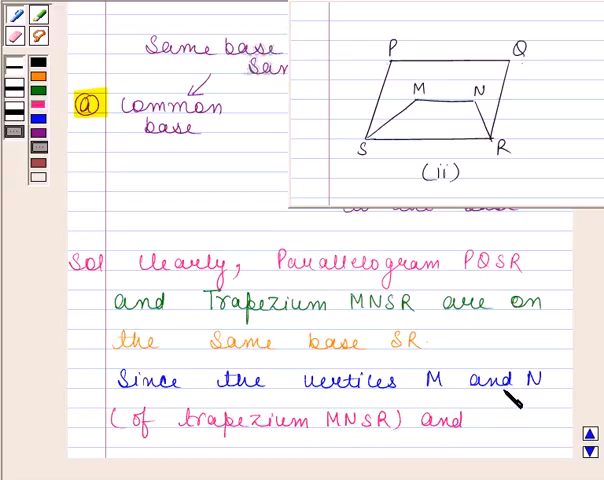 Same base
Sam
P
Q
M
N
S
R
(ii)
(a) Common
base
Sol Clearly, Parallelogram PQSR
and Trapezium MNSR are on
the Same base SR.
Since the vertices M and N
(of trapezium MNSR) and